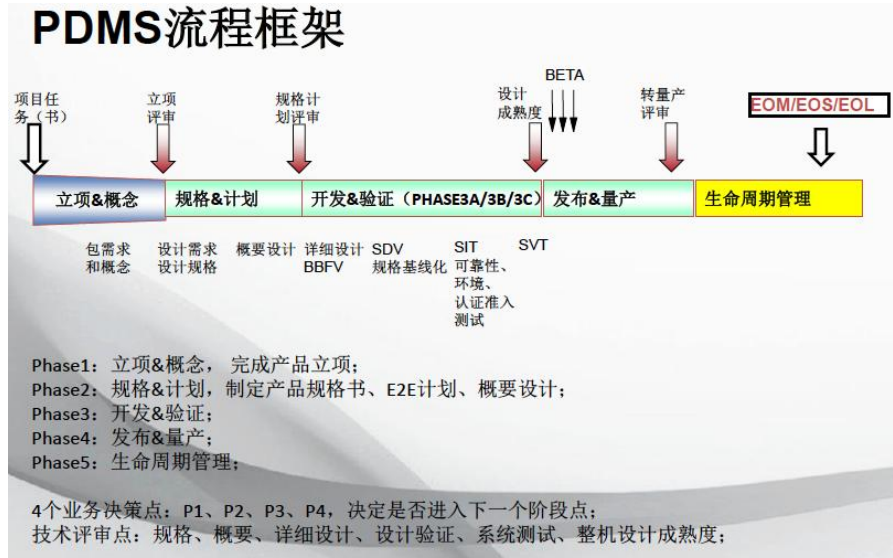 PDMS流程框架
BETA
项目任
务（书）
立项
评审
规格计
划评审
设计
成熟度
转量产
评审
EOM/EOS/EOL
立项&概念
规格&计划
开发&验证（PHASE3A/3B/3C）
发布&量产
生命周期管理
包需求
和概念
设计需求
设计规格
概要设计
详细设计
BBFV
SDV
规格基线化
SIT
可靠性、
环境、
认证准入
测试
SVT
Phase1：立项&概念， 完成产品立项；
Phase2：规格&计划，制定产品规格书、E2E计划、概要设计；
Phase3：开发&验证；
Phase4：发布&量产；
Phase5：生命周期管理；
4个业务决策点：P1、P2、P3、P4，决定是否进入下一个阶段点；
技术评审点：规格、概要、详细设计、设计验证、系统测试、整机设计成熟度；